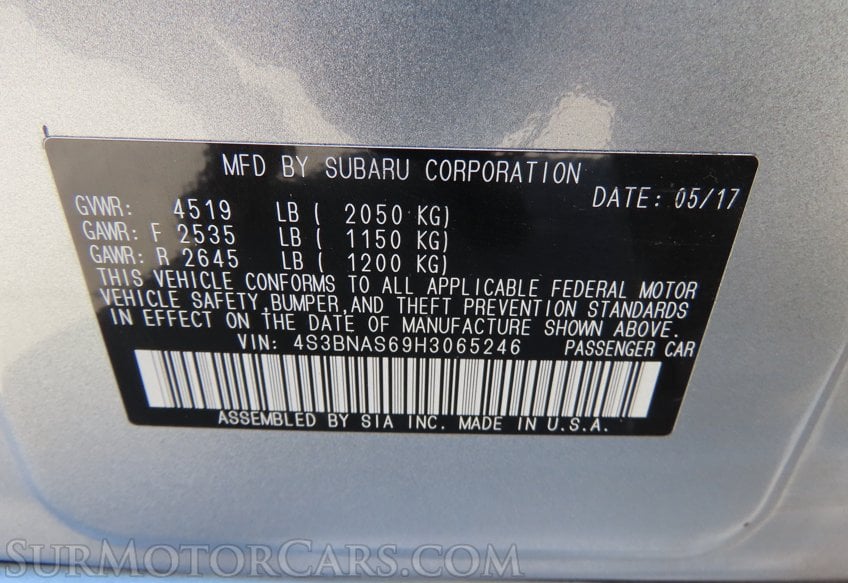 MFD BY SUBARU CORPORATION
DATE: 05/17
GVWR: 4519 LB ( 2050 KG)
GAWR: F 2535 LB ( 1150 KG)
GAWR: R 2645 LB ( 1200 KG)
THIS VEHICLE CONFORMS TO ALL APPLICABLE FEDERAL MOTOR
VEHICLE SAFETY,BUMPER,AND THEFT PREVENTION STANDARDS
IN EFFECT ON THE DATE OF MANUFACTURE SHOWN ABOVE.
VIN: 4S3BNAS69H3065246 PASSENGER CAR
ASSEMBLED BY SIA INC. MADE IN U.S.A.
SurMotorCars.com